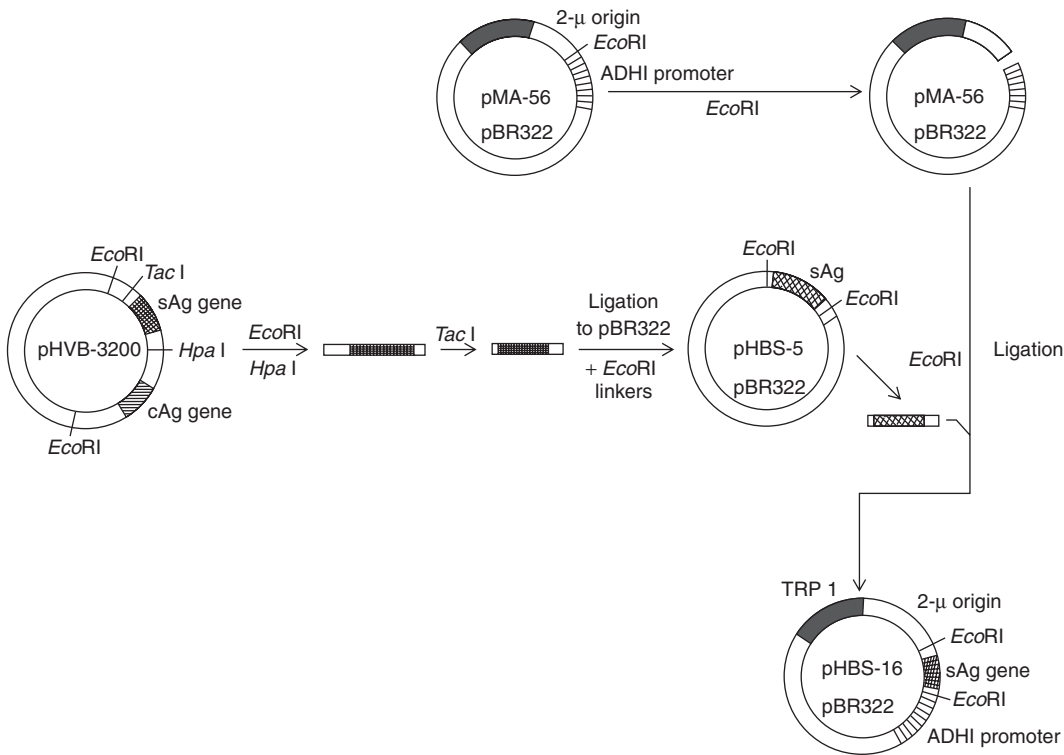 2-μ origin
EcoRI
ADHI promoter
pMA-56
pBR322
EcoRI
pMA-56
pBR322
EcoRI
Tac I
sAg gene
pHVB-3200
Hpa I
cAg gene
EcoRI
EcoRI
Hpa I
Tac I
Ligation
to pBR322
+ EcoRI
linkers
EcoRI
sAg
EcoRI
pHBS-5
pBR322
EcoRI
Ligation
TRP 1
2-μ origin
EcoRI
pHBS-16
sAg gene
EcoRI
pBR322
ADHI promoter